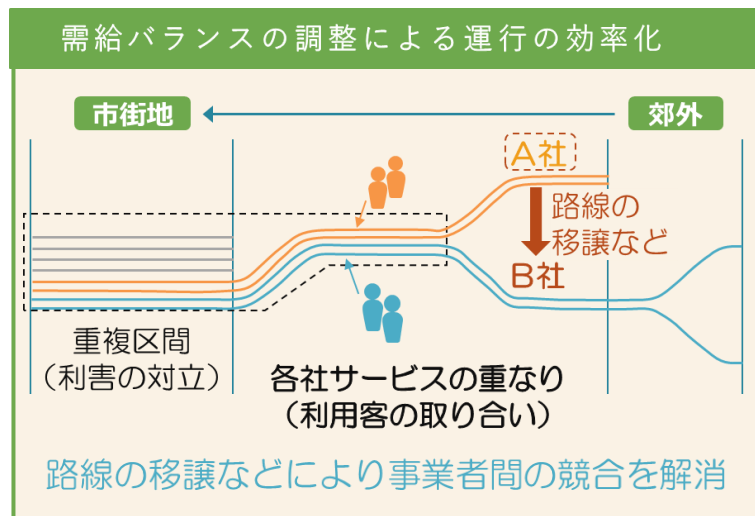 需給バランスの調整による運行の効率化
市街地
郊外
A社
路線の
移譲など
B社
重複区間
（利害の対立）
各社サービスの重なり
（利用客の取り合い）
路線の移譲などにより事業者間の競合を解消